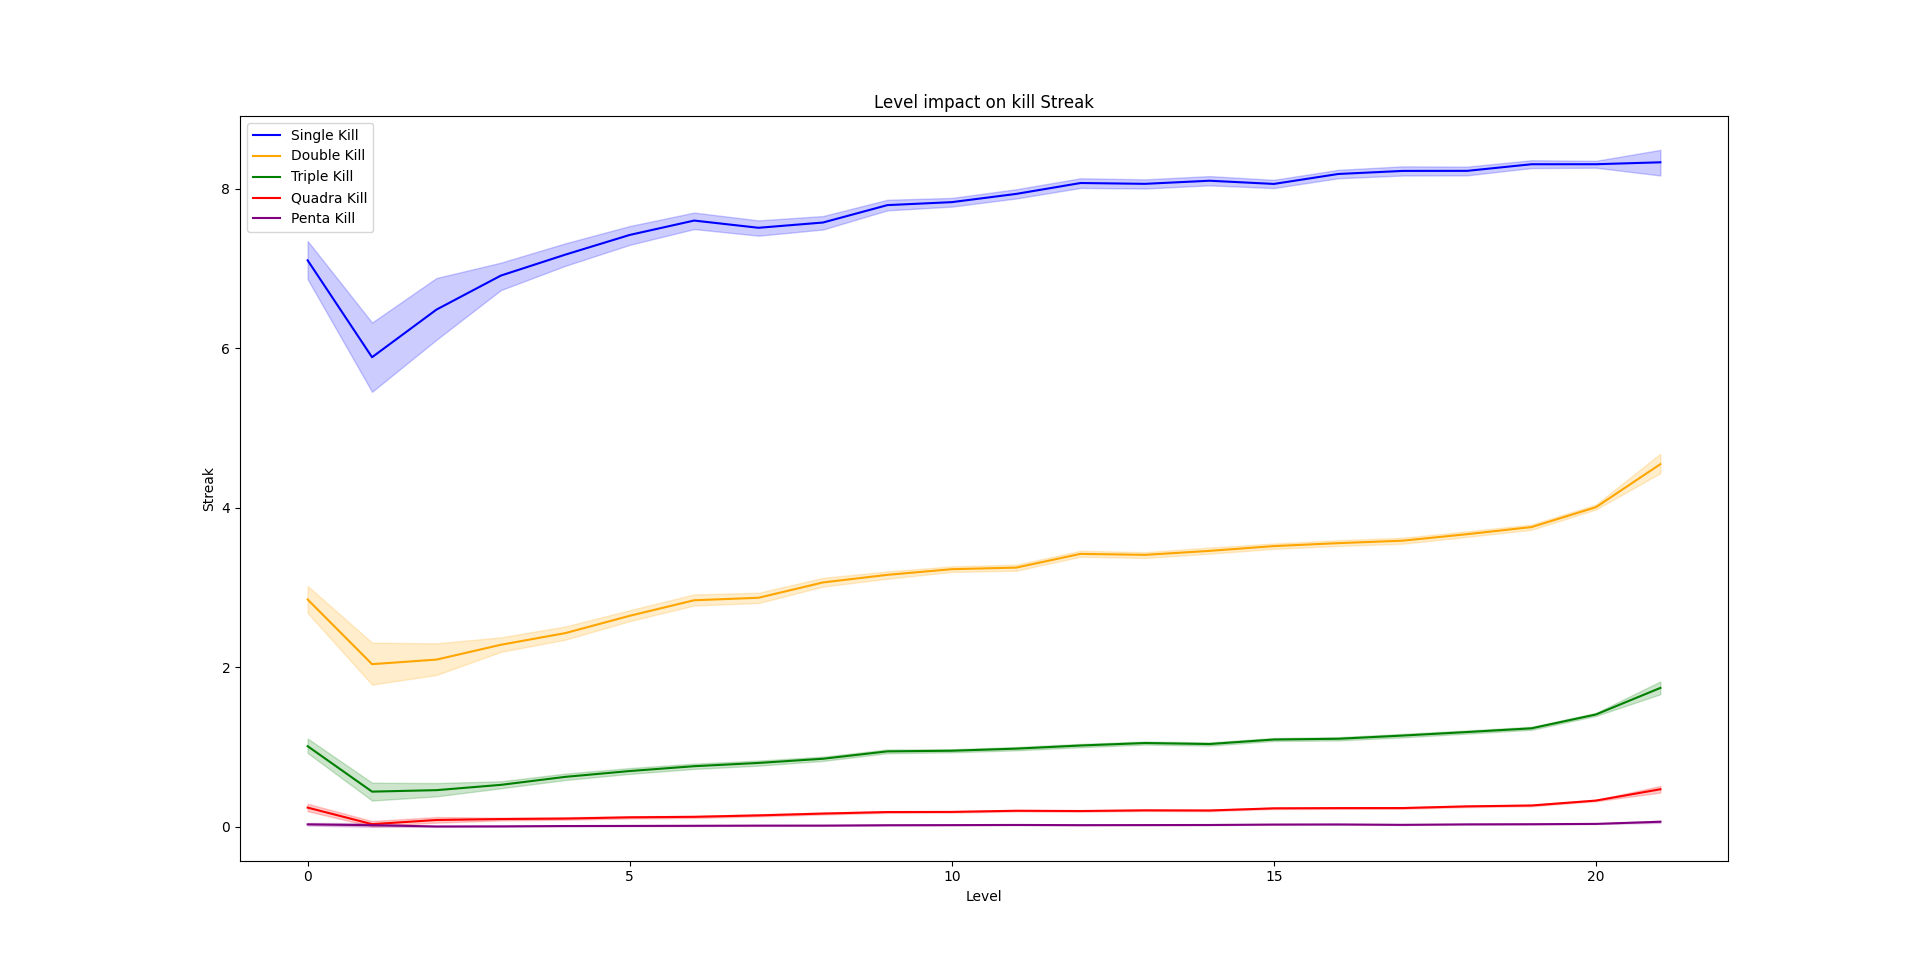 Level impact on kill Streak
Single Kill
Double Kill
Triple Kill
Quadra Kill
Penta Kill
8
6
4
2
0
Streak
0 5 10 15 20
Level